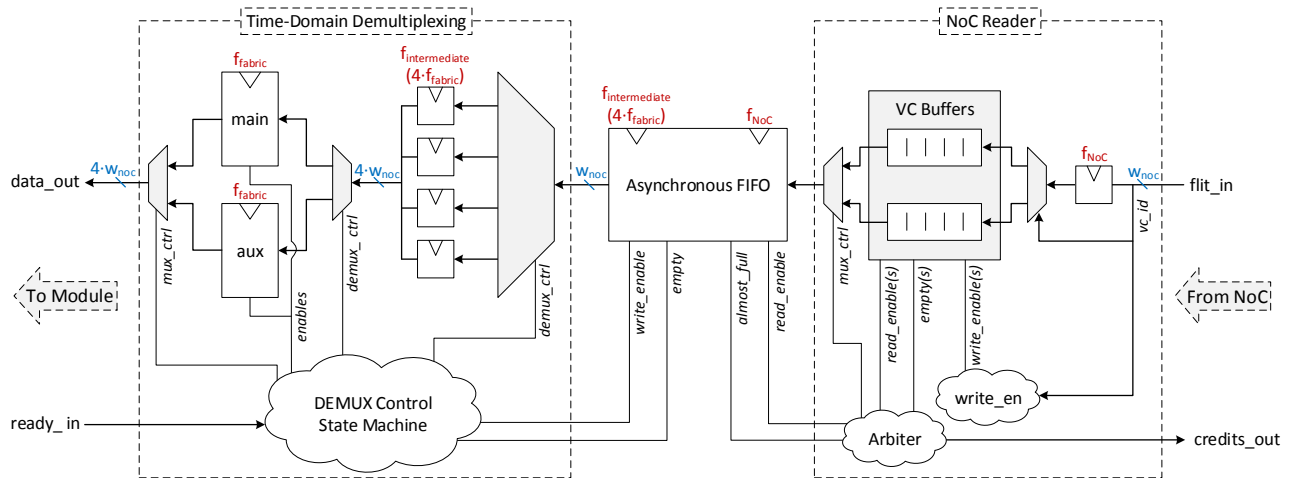 Time-Domain Demultiplexing
NoC Reader
f_fabric
main
f_fabric
aux
f_intermediate
(4·f_fabric)
f_intermediate
(4·f_fabric)
f_NoC
Asynchronous FIFO
VC Buffers
f_NoC
w_noc
flit_in
vc_id
data_out
4·w_noc
4·w_noc
w_noc
mux_ctrl
enables
demux_ ctrl
demux_ctrl
write_enable
empty
almost_full
read_enable
mux_ctrl
read_enable(s)
empty(s)
write_enable(s)
To Module
From NoC
ready_ in
DEMUX Control
State Machine
write_en
Arbiter
credits_out